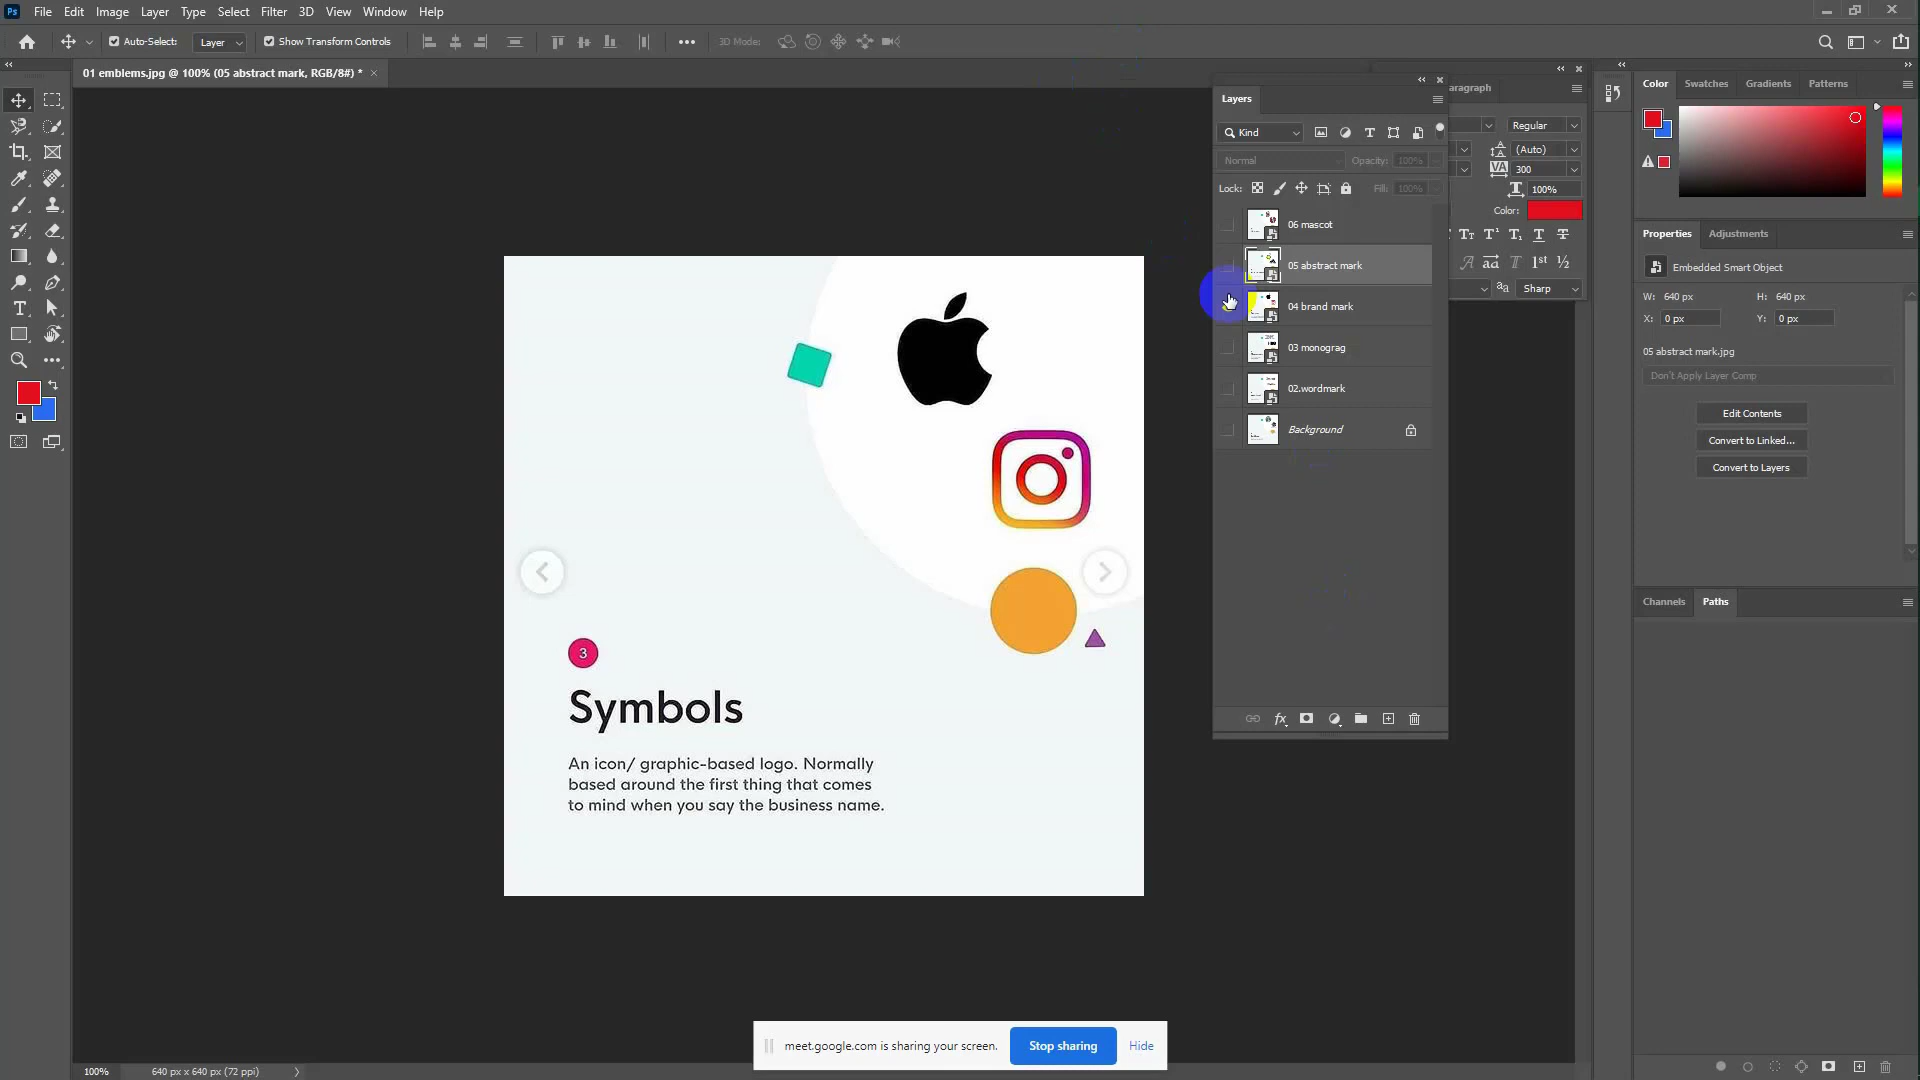 Ps File Edit Image Layer Type Select Filter 3D View Window Help
Auto-Select: Layer Show Transform Controls 3D Mode:
01 emblems.jpg @ 100% (05 abstract mark, RGB/8#) * ×
Layers
Kind
Normal Opacity: 100%
Lock: Fill: 100%
06 mascot
05 abstract mark
04 brand mark
03 monograg
02.wordmark
Background
aragraph
Regular
(Auto)
300
100%
Color:
Sharp
Color Swatches Gradients Patterns
Properties Adjustments
Embedded Smart Object
W: 640 px H: 640 px
X: 0 px Y: 0 px
05 abstract mark.jpg
Don't Apply Layer Comp
Edit Contents
Convert to Linked...
Convert to Layers
Channels Paths
3
Symbols
An icon/ graphic-based logo. Normally
based around the first thing that comes
to mind when you say the business name.
meet.google.com is sharing your screen. Stop sharing Hide
100% 640 px x 640 px (72 ppi)